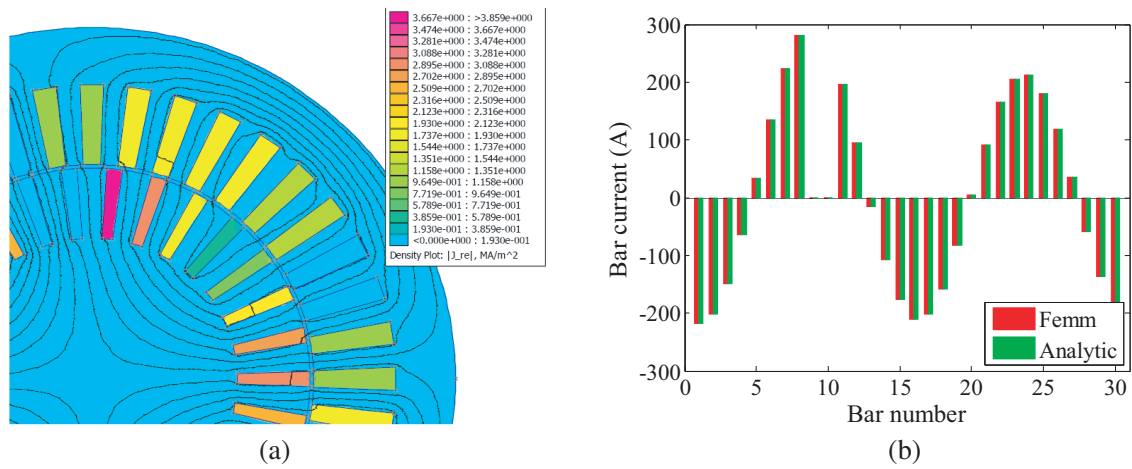 3.667e+000 : >3.859e+000
3.474e+000 : 3.667e+000
3.281e+000 : 3.474e+000
3.088e+000 : 3.281e+000
2.895e+000 : 3.088e+000
2.702e+000 : 2.895e+000
2.509e+000 : 2.702e+000
2.316e+000 : 2.509e+000
2.123e+000 : 2.316e+000
1.930e+000 : 2.123e+000
1.737e+000 : 1.930e+000
1.544e+000 : 1.737e+000
1.351e+000 : 1.544e+000
1.158e+000 : 1.351e+000
9.649e-001 : 1.158e+000
7.719e-001 : 9.649e-001
5.789e-001 : 7.719e-001
3.859e-001 : 5.789e-001
1.930e-001 : 3.859e-001
<0.000e+000 : 1.930e-001
Density Plot: |J_re|, MA/m^2
(a)
300
200
100
0
-100
-200
-300
Bar current (A)
Femm
Analytic
0 5 10 15 20 25 30
Bar number
(b)